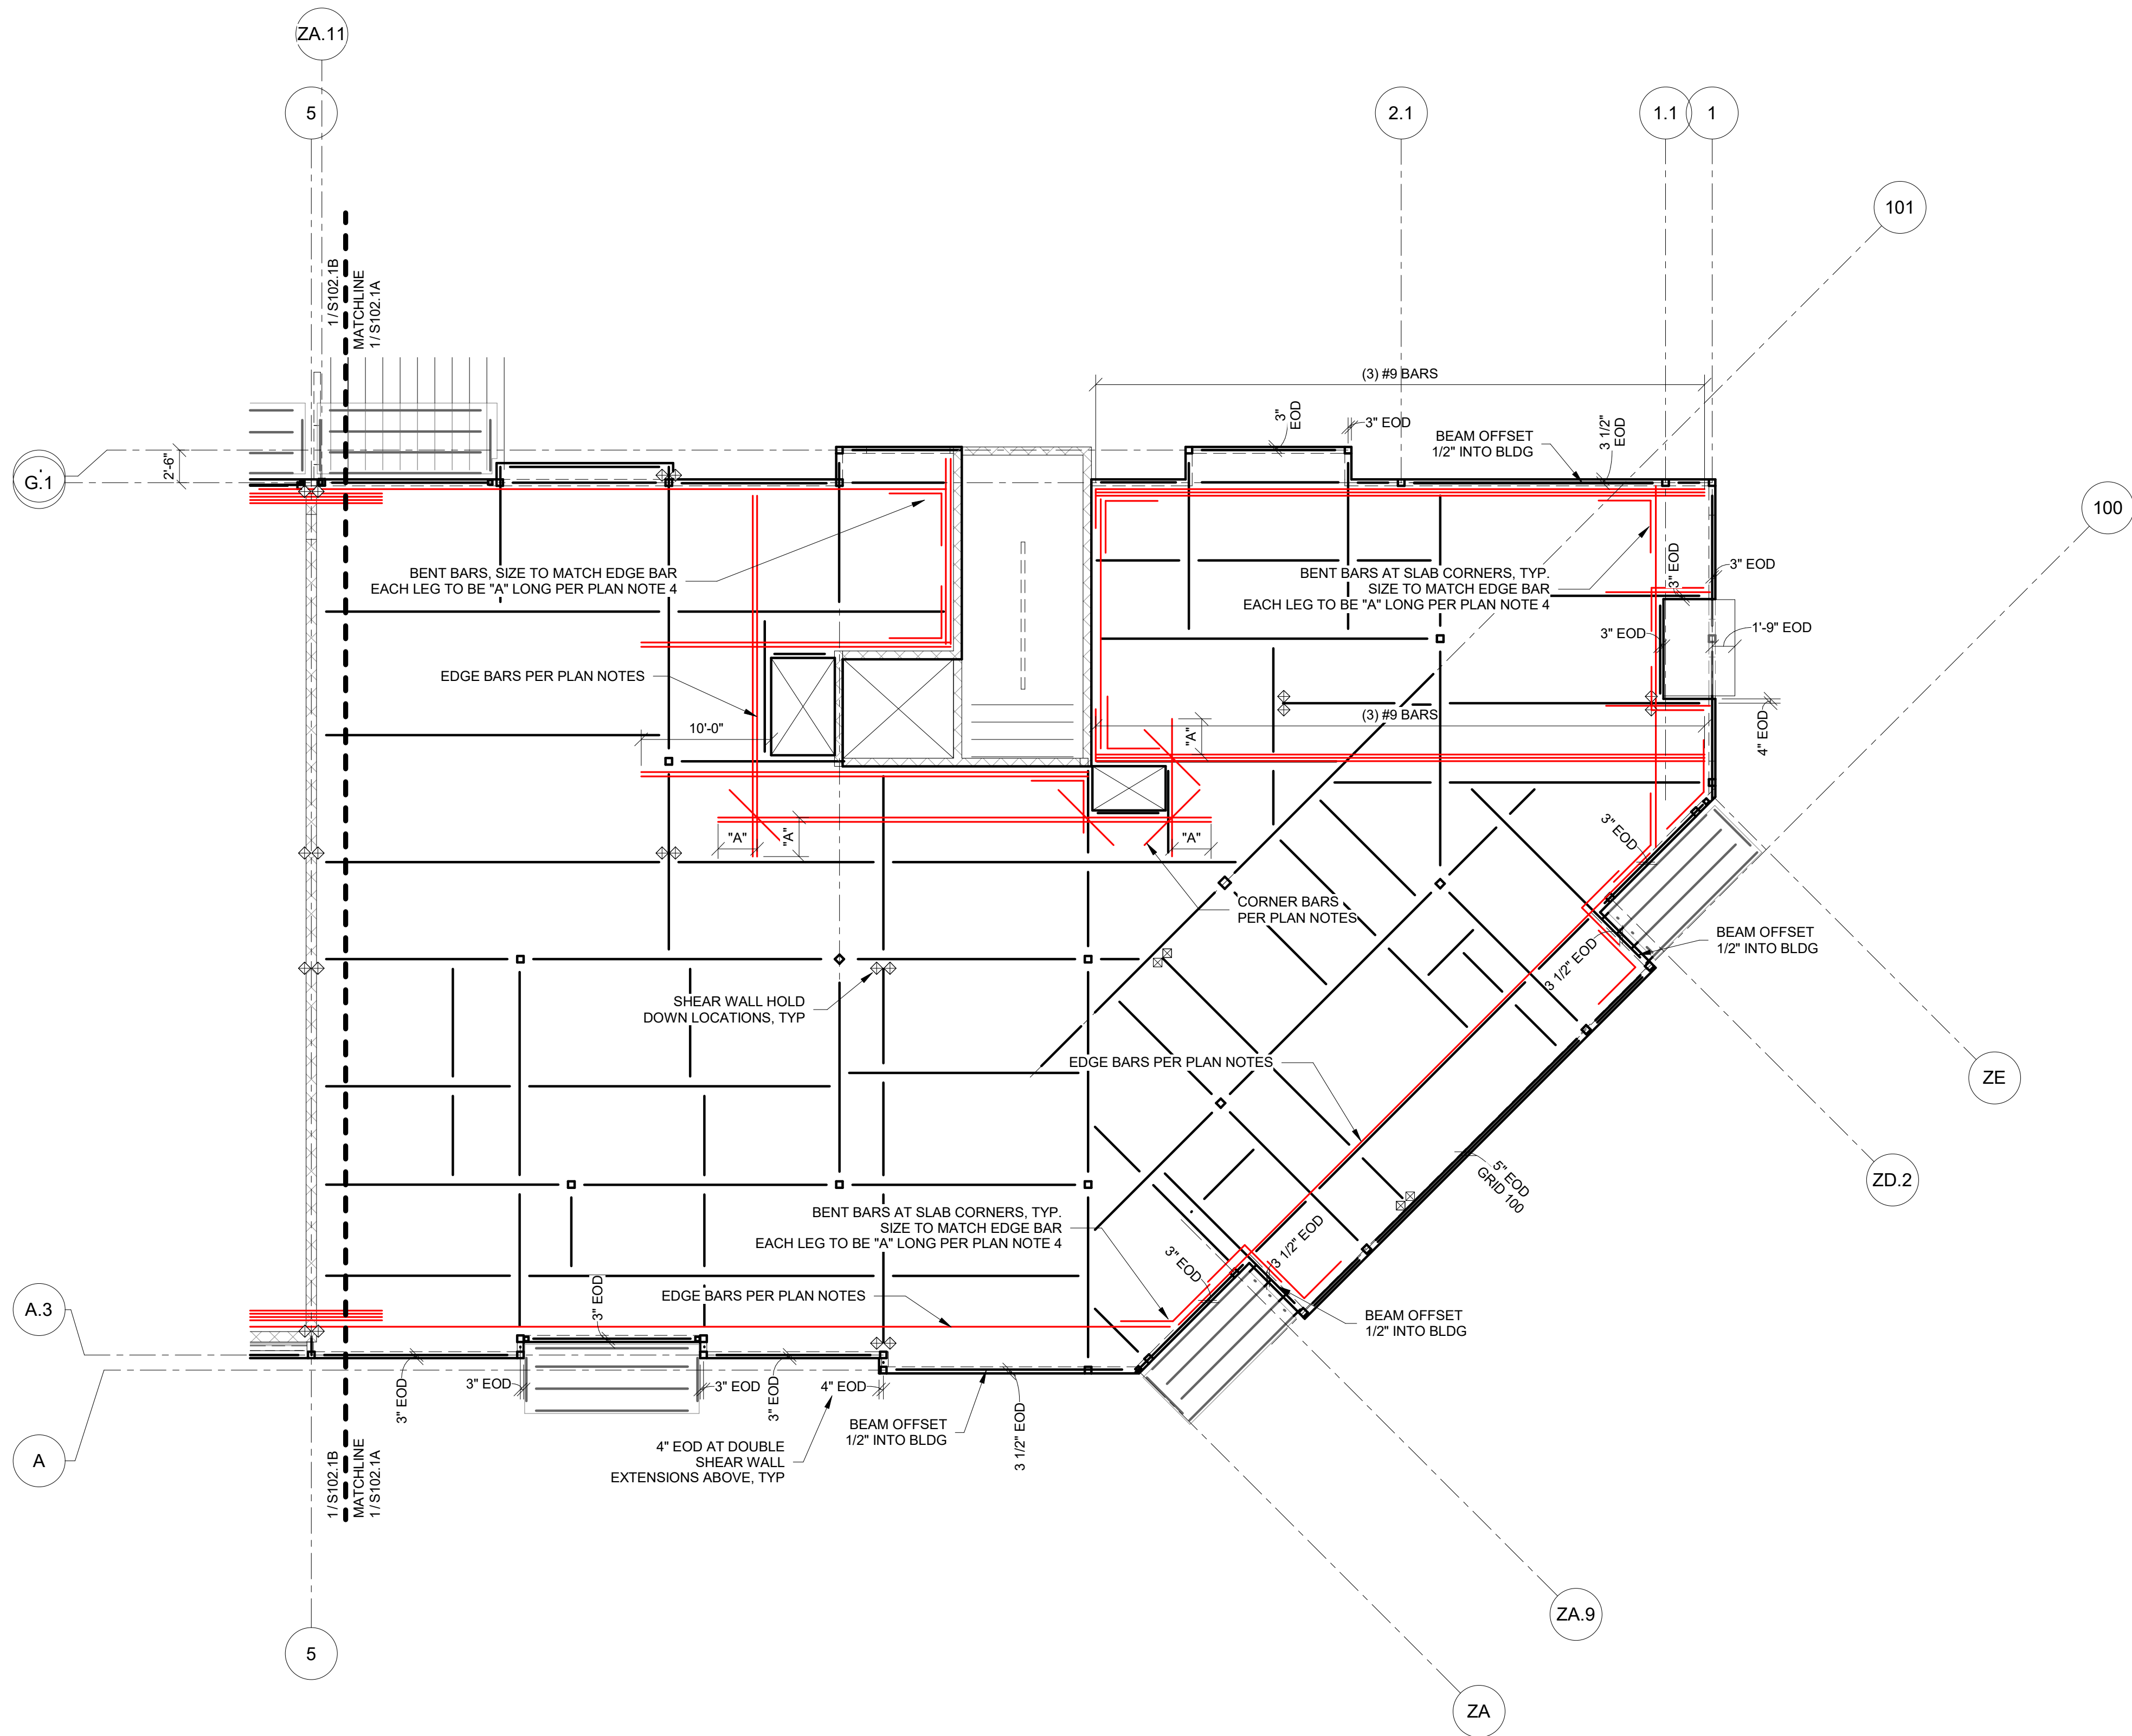 ZA.11
5
2.1
1.1
1
101
100
1 / S102.1B
MATCHLINE
1 / S102.1A
(3) #9 BARS
3"
EOD
3" EOD
BEAM OFFSET
1/2" INTO BLDG
3 1/2"
EOD
2'-6"
G.1
BENT BARS, SIZE TO MATCH EDGE BAR
EACH LEG TO BE "A" LONG PER PLAN NOTE 4
BENT BARS AT SLAB CORNERS, TYP.
SIZE TO MATCH EDGE BAR
EACH LEG TO BE "A" LONG PER PLAN NOTE 4
3" EOD
3" EOD
3" EOD
1'-9" EOD
EDGE BARS PER PLAN NOTES
10'-0"
(3) #9 BARS
"A"
4" EOD
"A"
"A"
"A"
3" EOD
CORNER BARS
PER PLAN NOTES
BEAM OFFSET
1/2" INTO BLDG
3 1/2" EOD
SHEAR WALL HOLD
DOWN LOCATIONS, TYP
EDGE BARS PER PLAN NOTES
ZE
5" EOD
GRID 100
ZD.2
BENT BARS AT SLAB CORNERS, TYP.
SIZE TO MATCH EDGE BAR
EACH LEG TO BE "A" LONG PER PLAN NOTE 4
3" EOD
3 1/2" EOD
A.3
3" EOD
EDGE BARS PER PLAN NOTES
BEAM OFFSET
1/2" INTO BLDG
3" EOD
3" EOD
3" EOD
3" EOD
4" EOD
BEAM OFFSET
1/2" INTO BLDG
3 1/2" EOD
4" EOD AT DOUBLE
SHEAR WALL
EXTENSIONS ABOVE, TYP
A
1 / S102.1B
MATCHLINE
1 / S102.1A
5
ZA.9
ZA